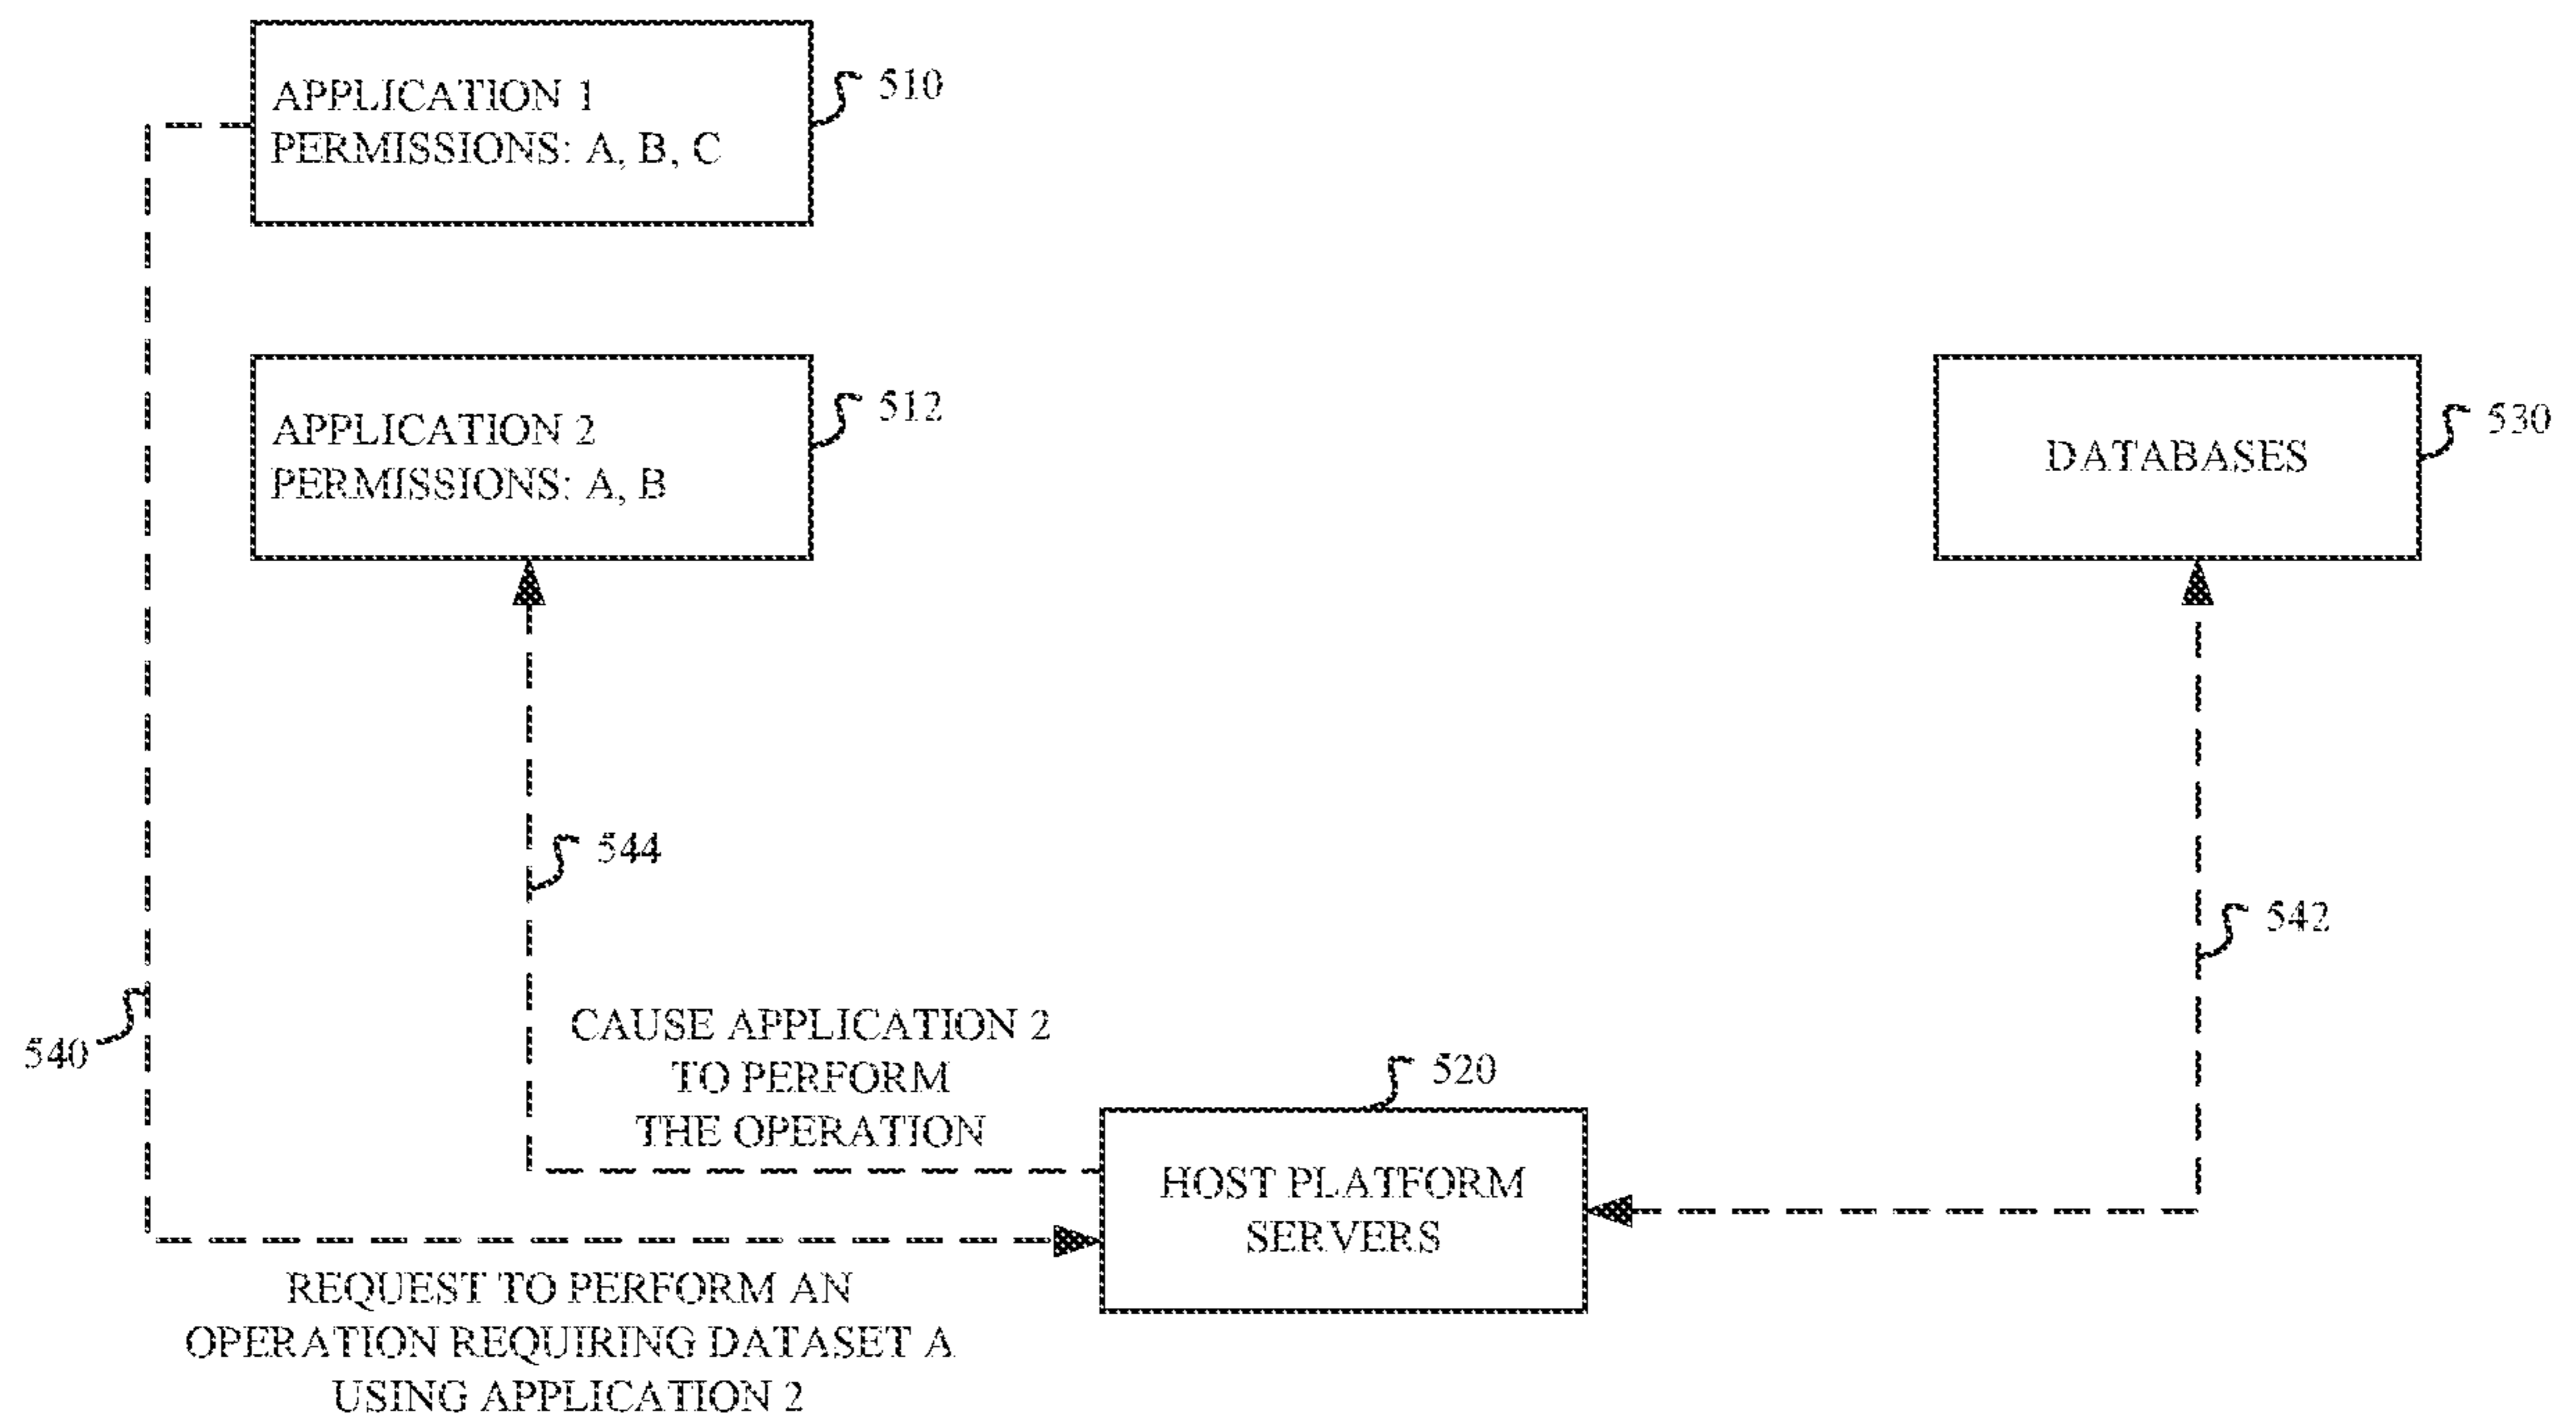 APPLICATION 1
PERMISSIONS: A, B, C
510
APPLICATION 2
PERMISSIONS: A, B
512
DATABASES
530
544
542
540
CAUSE APPLICATION 2
TO PERFORM
THE OPERATION
520
HOST PLATFORM
SERVERS
REQUEST TO PERFORM AN
OPERATION REQUIRING DATASET A
USING APPLICATION 2